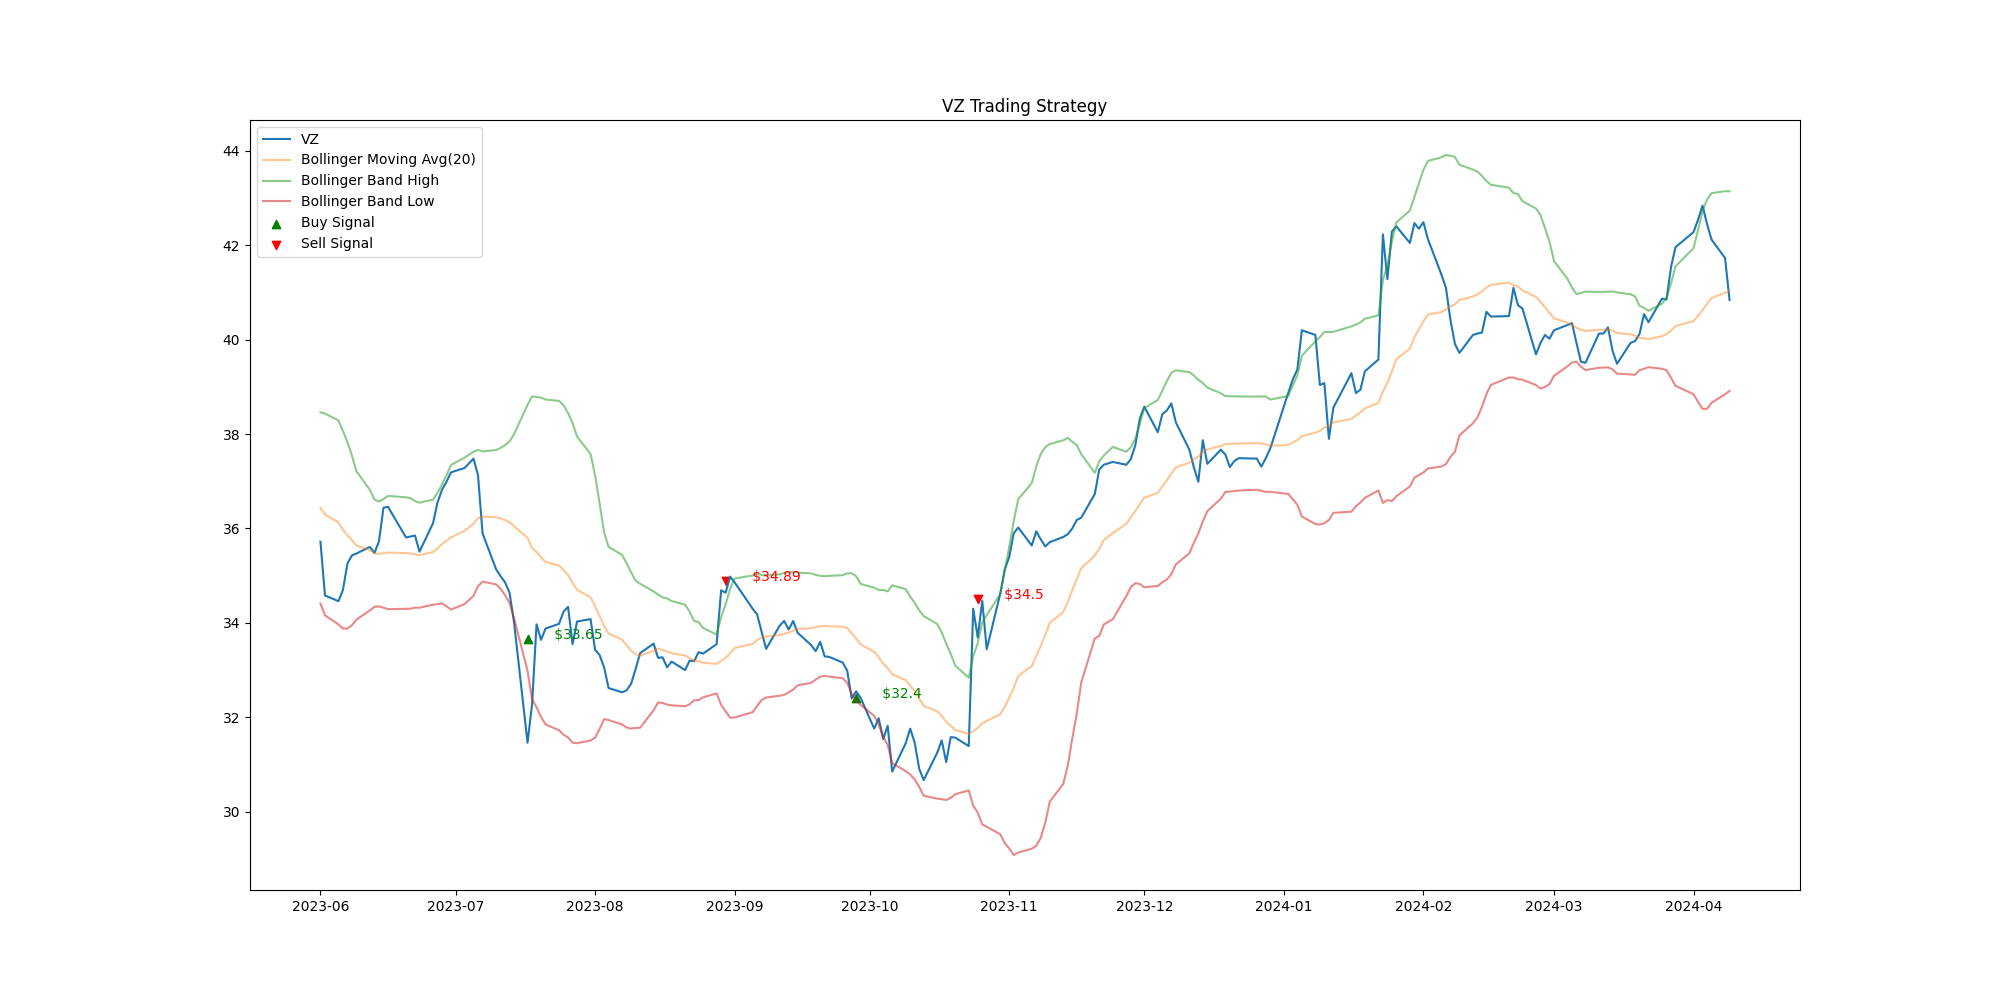 VZ Trading Strategy
VZ
Bollinger Moving Avg(20)
Bollinger Band High
Bollinger Band Low
Buy Signal
Sell Signal
44
42
40
38
36
34
32
30
$33.65
$34.89
$32.4
$34.5
2023-06 2023-07 2023-08 2023-09 2023-10 2023-11 2023-12 2024-01 2024-02 2024-03 2024-04